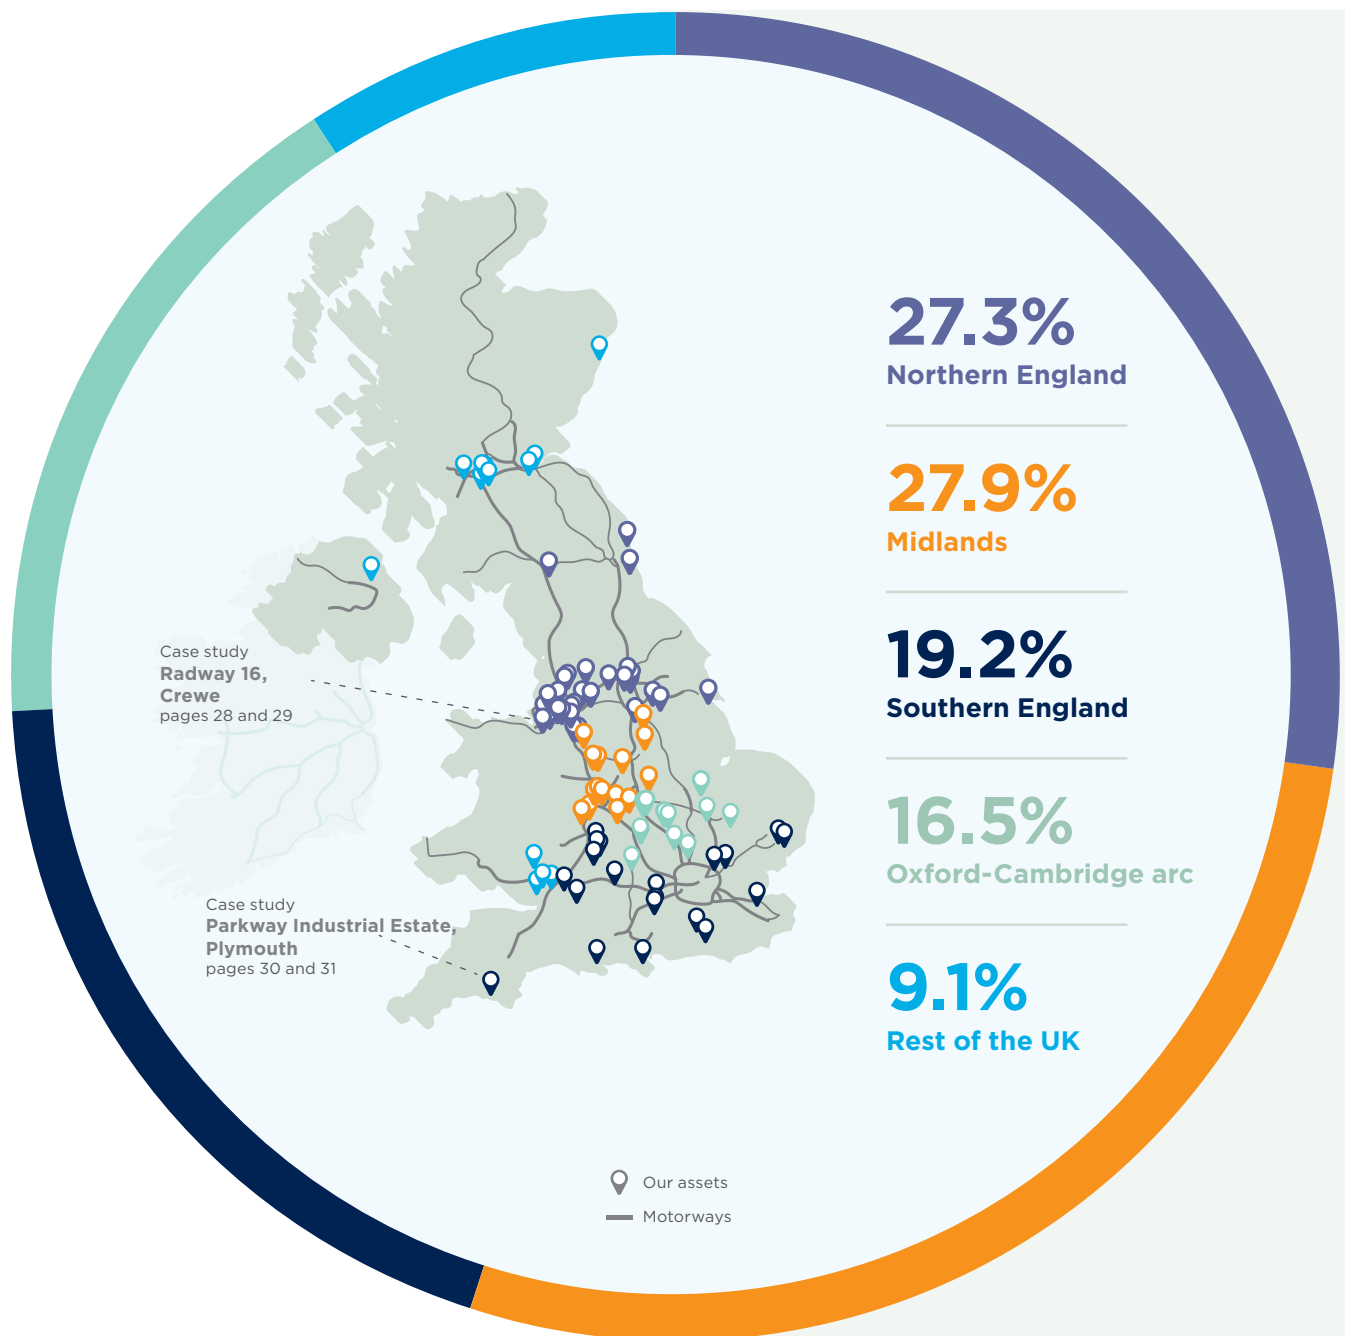 27.3%
Northern England
27.9%
Midlands
19.2%
Southern England
16.5%
Oxford-Cambridge arc
9.1%
Rest of the UK
Case study
Radway 16,
Crewe
pages 28 and 29
Case study
Parkway Industrial Estate,
Plymouth
pages 30 and 31
Our assets
Motorways